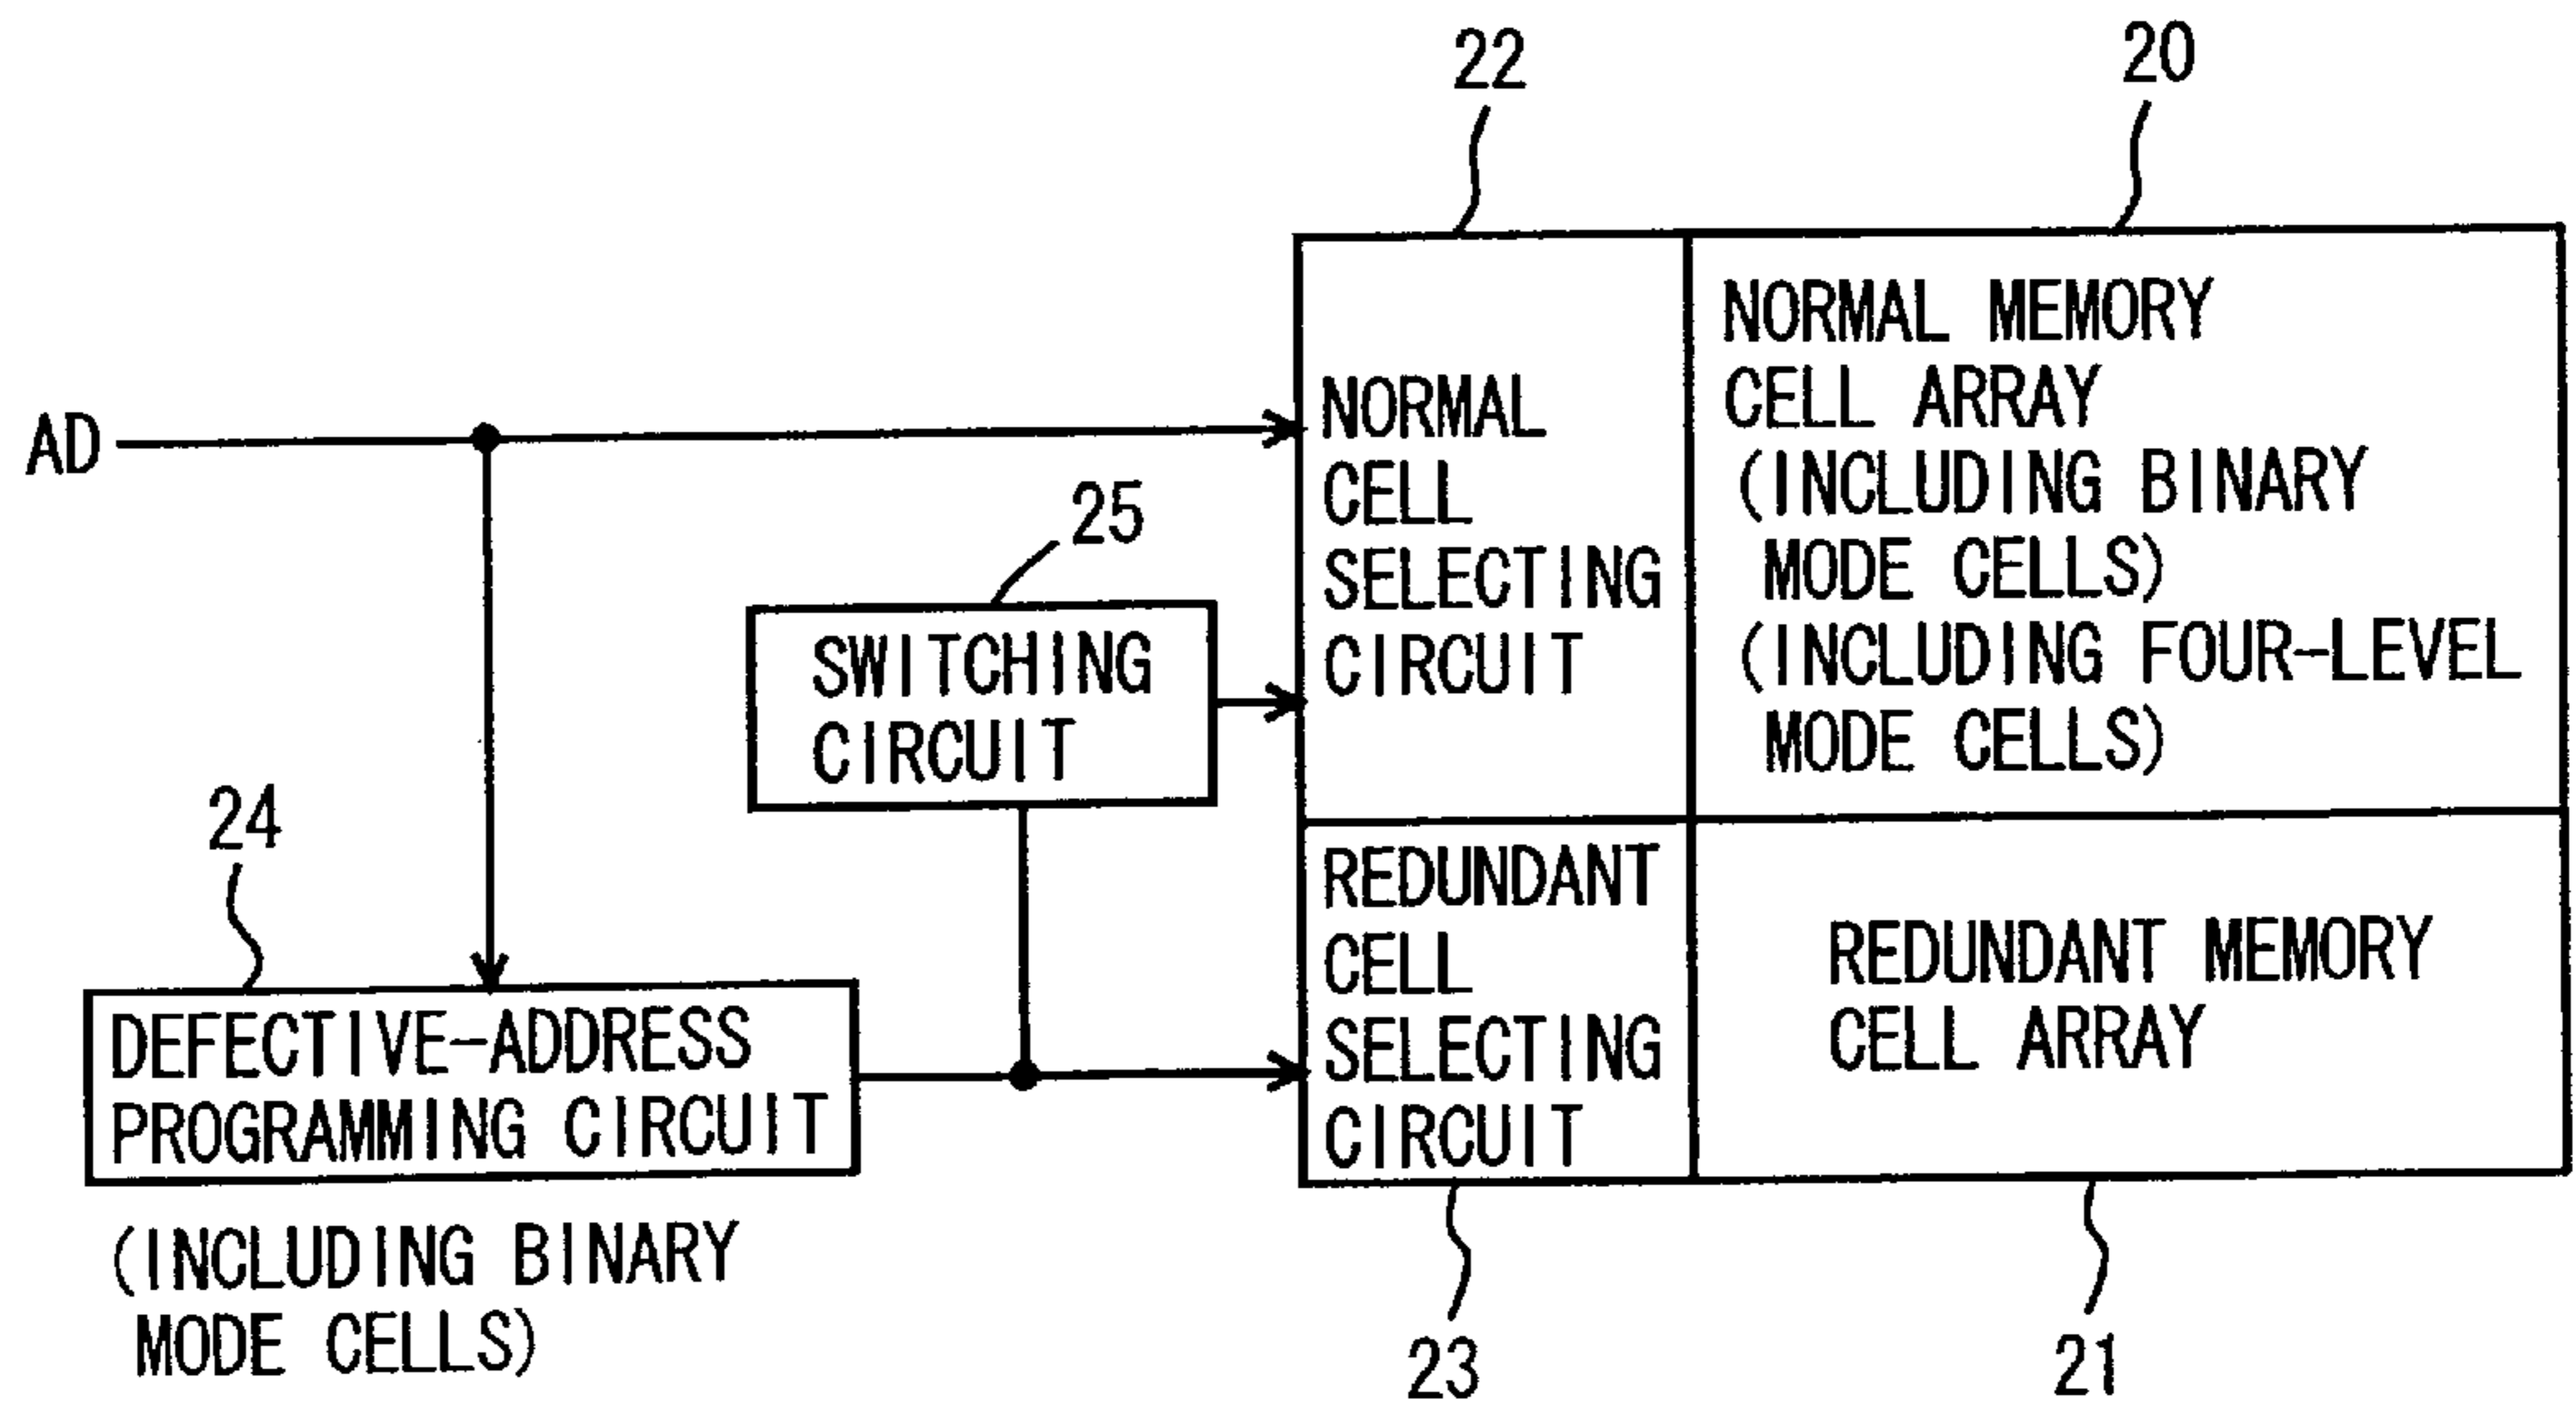 22
20
NORMAL MEMORY
CELL ARRAY
(INCLUDING BINARY
MODE CELLS)
(INCLUDING FOUR-LEVEL
MODE CELLS)
NORMAL
CELL
SELECTING
CIRCUIT
AD
25
SWITCHING
CIRCUIT
24
DEFECTIVE-ADDRESS
PROGRAMMING CIRCUIT
(INCLUDING BINARY
MODE CELLS)
REDUNDANT
CELL
SELECTING
CIRCUIT
REDUNDANT MEMORY
CELL ARRAY
23
21